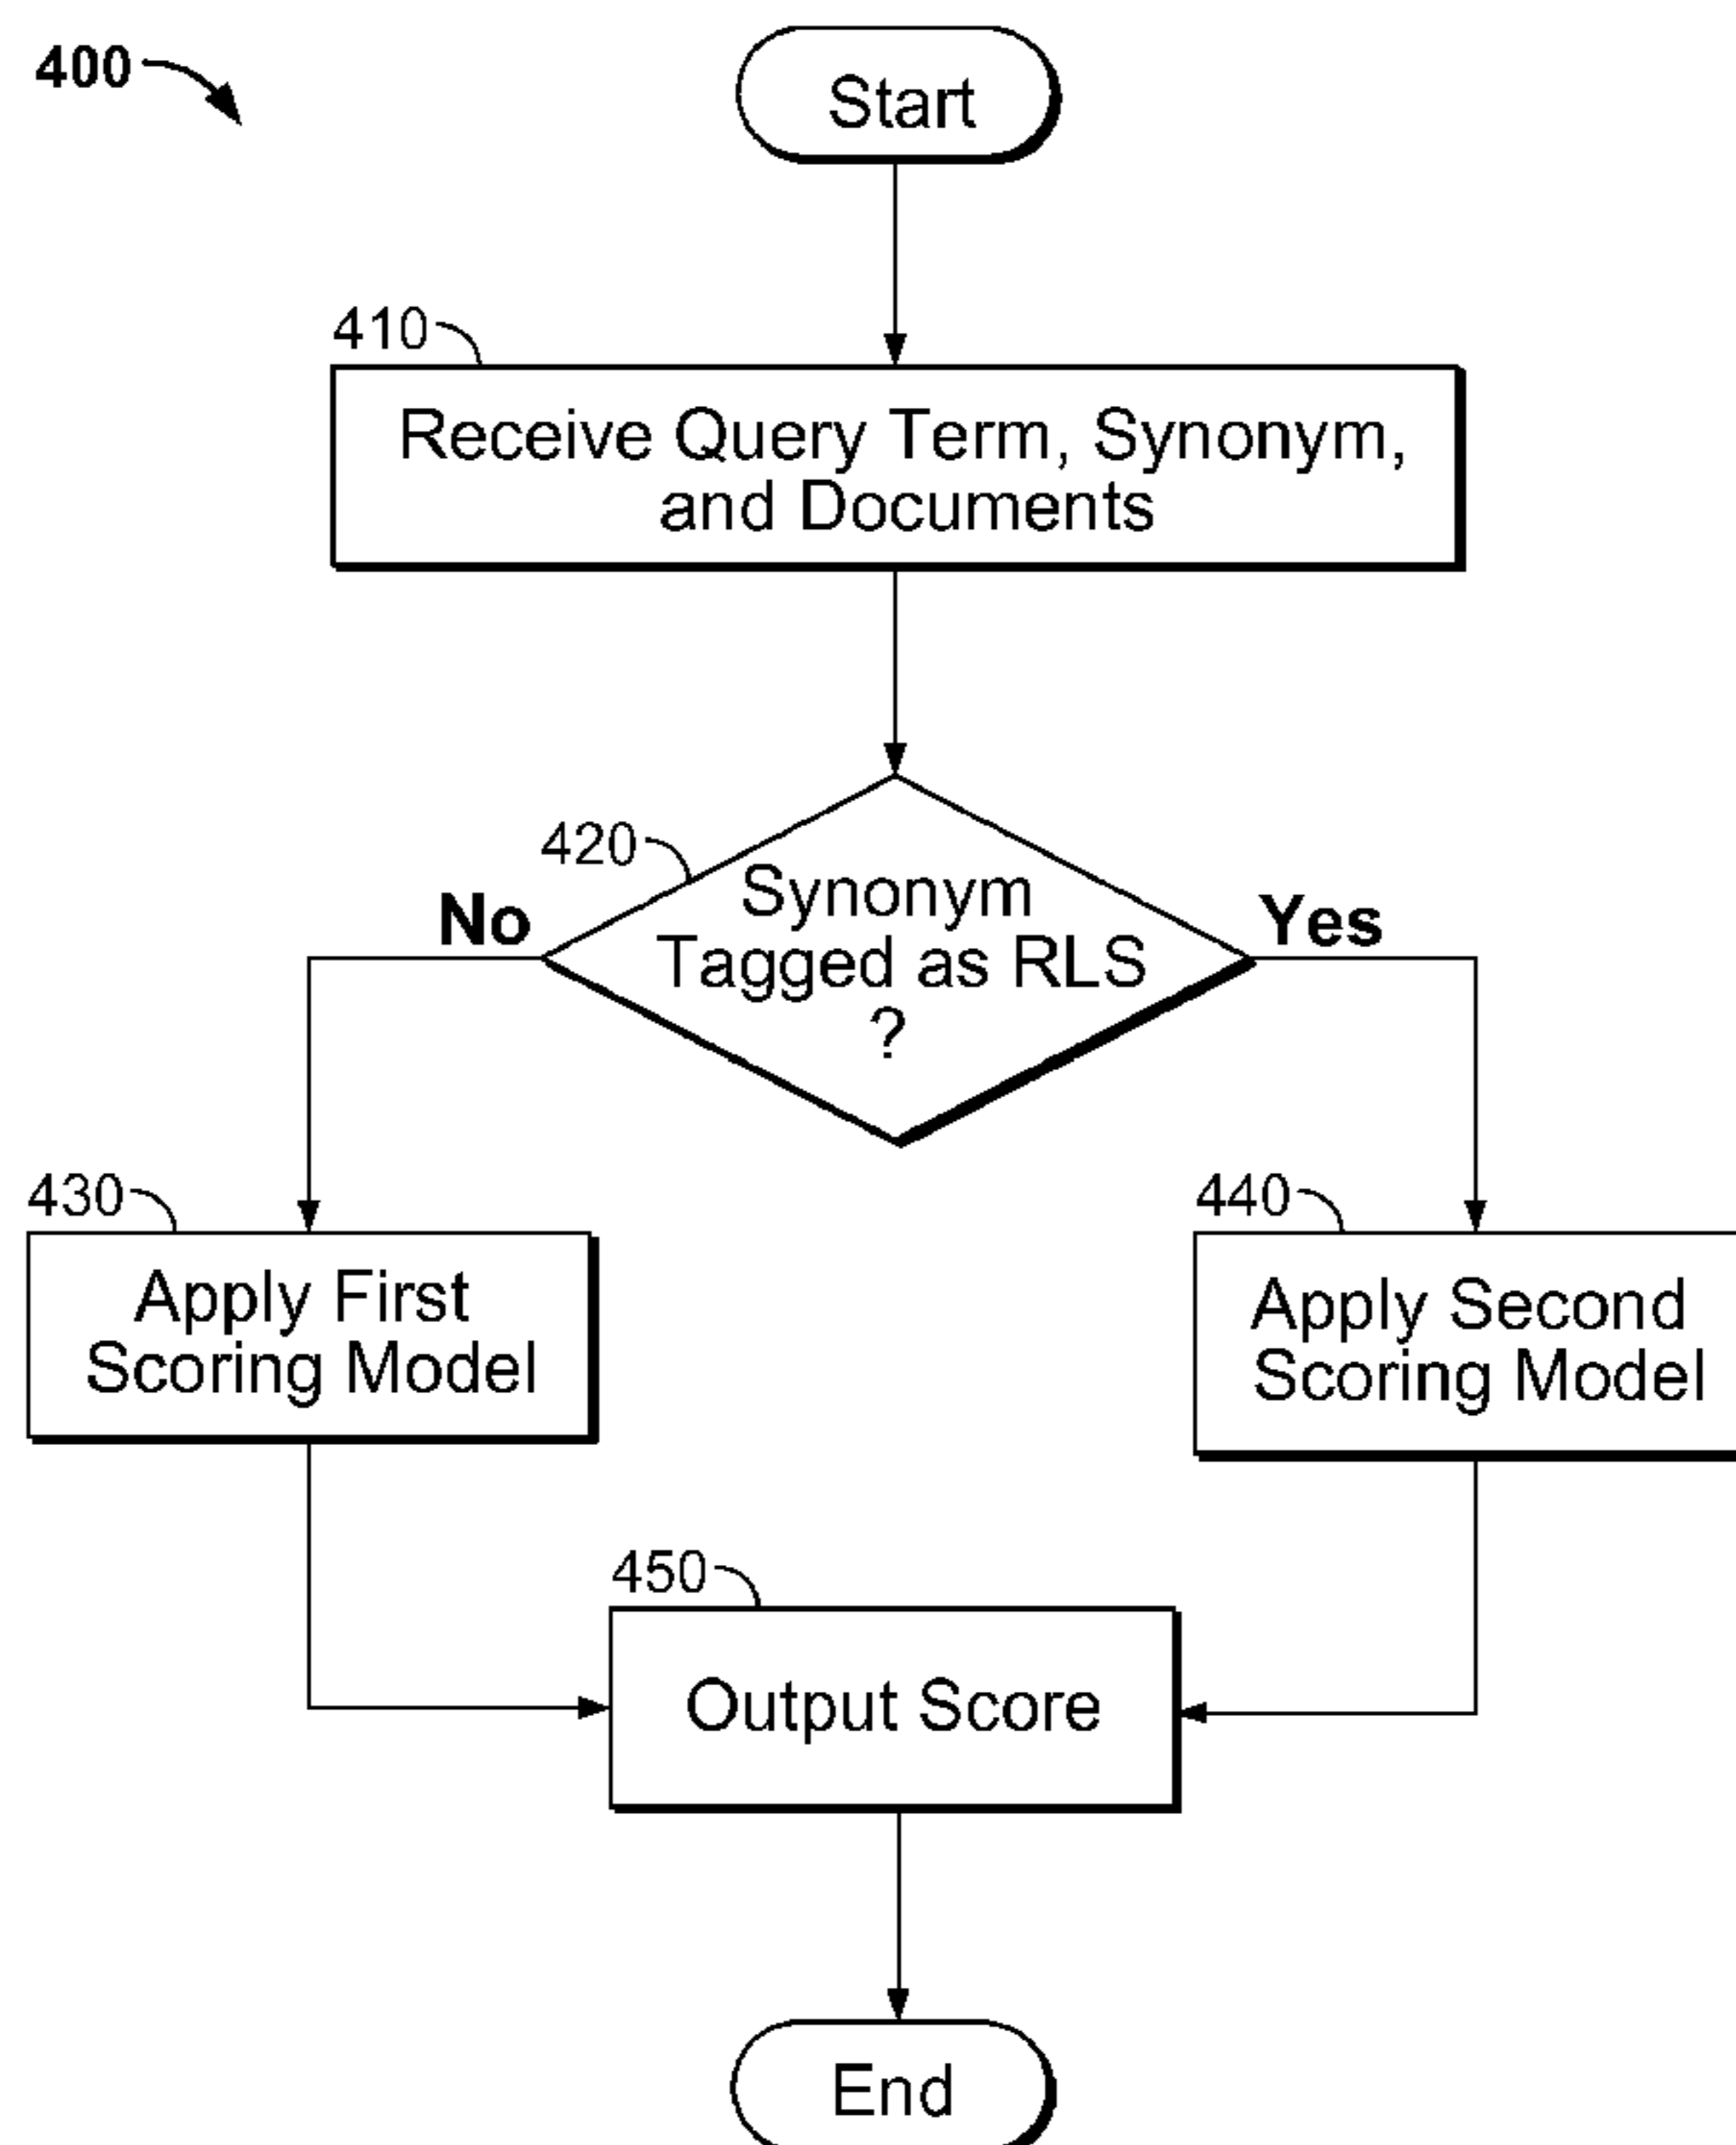 400
Start
410
Receive Query Term, Synonym,
and Documents
420
Synonym
Tagged as RLS
?
No
Yes
430
Apply First
Scoring Model
440
Apply Second
Scoring Model
450
Output Score
End